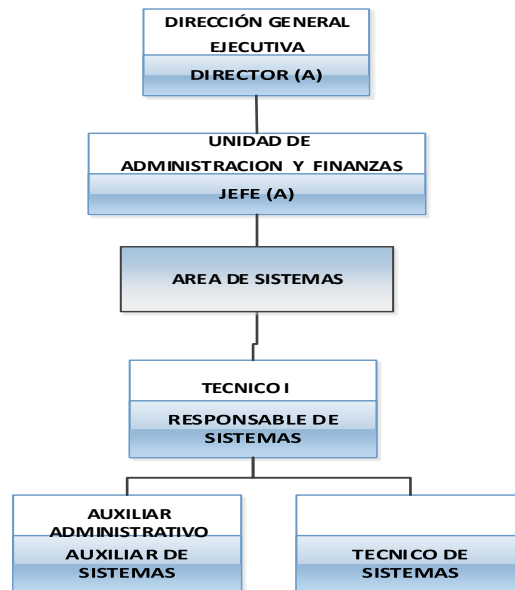 DIRECCIÓN GENERAL
EJECUTIVA
DIRECTOR (A)
UNIDAD DE
ADMINISTRACION Y FINANZAS
JEFE (A)
AREA DE SISTEMAS
TECNICO I
RESPONSABLE DE
SISTEMAS
AUXILIAR
ADMINISTRATIVO
AUXILIAR DE
SISTEMAS
TECNICO DE
SISTEMAS